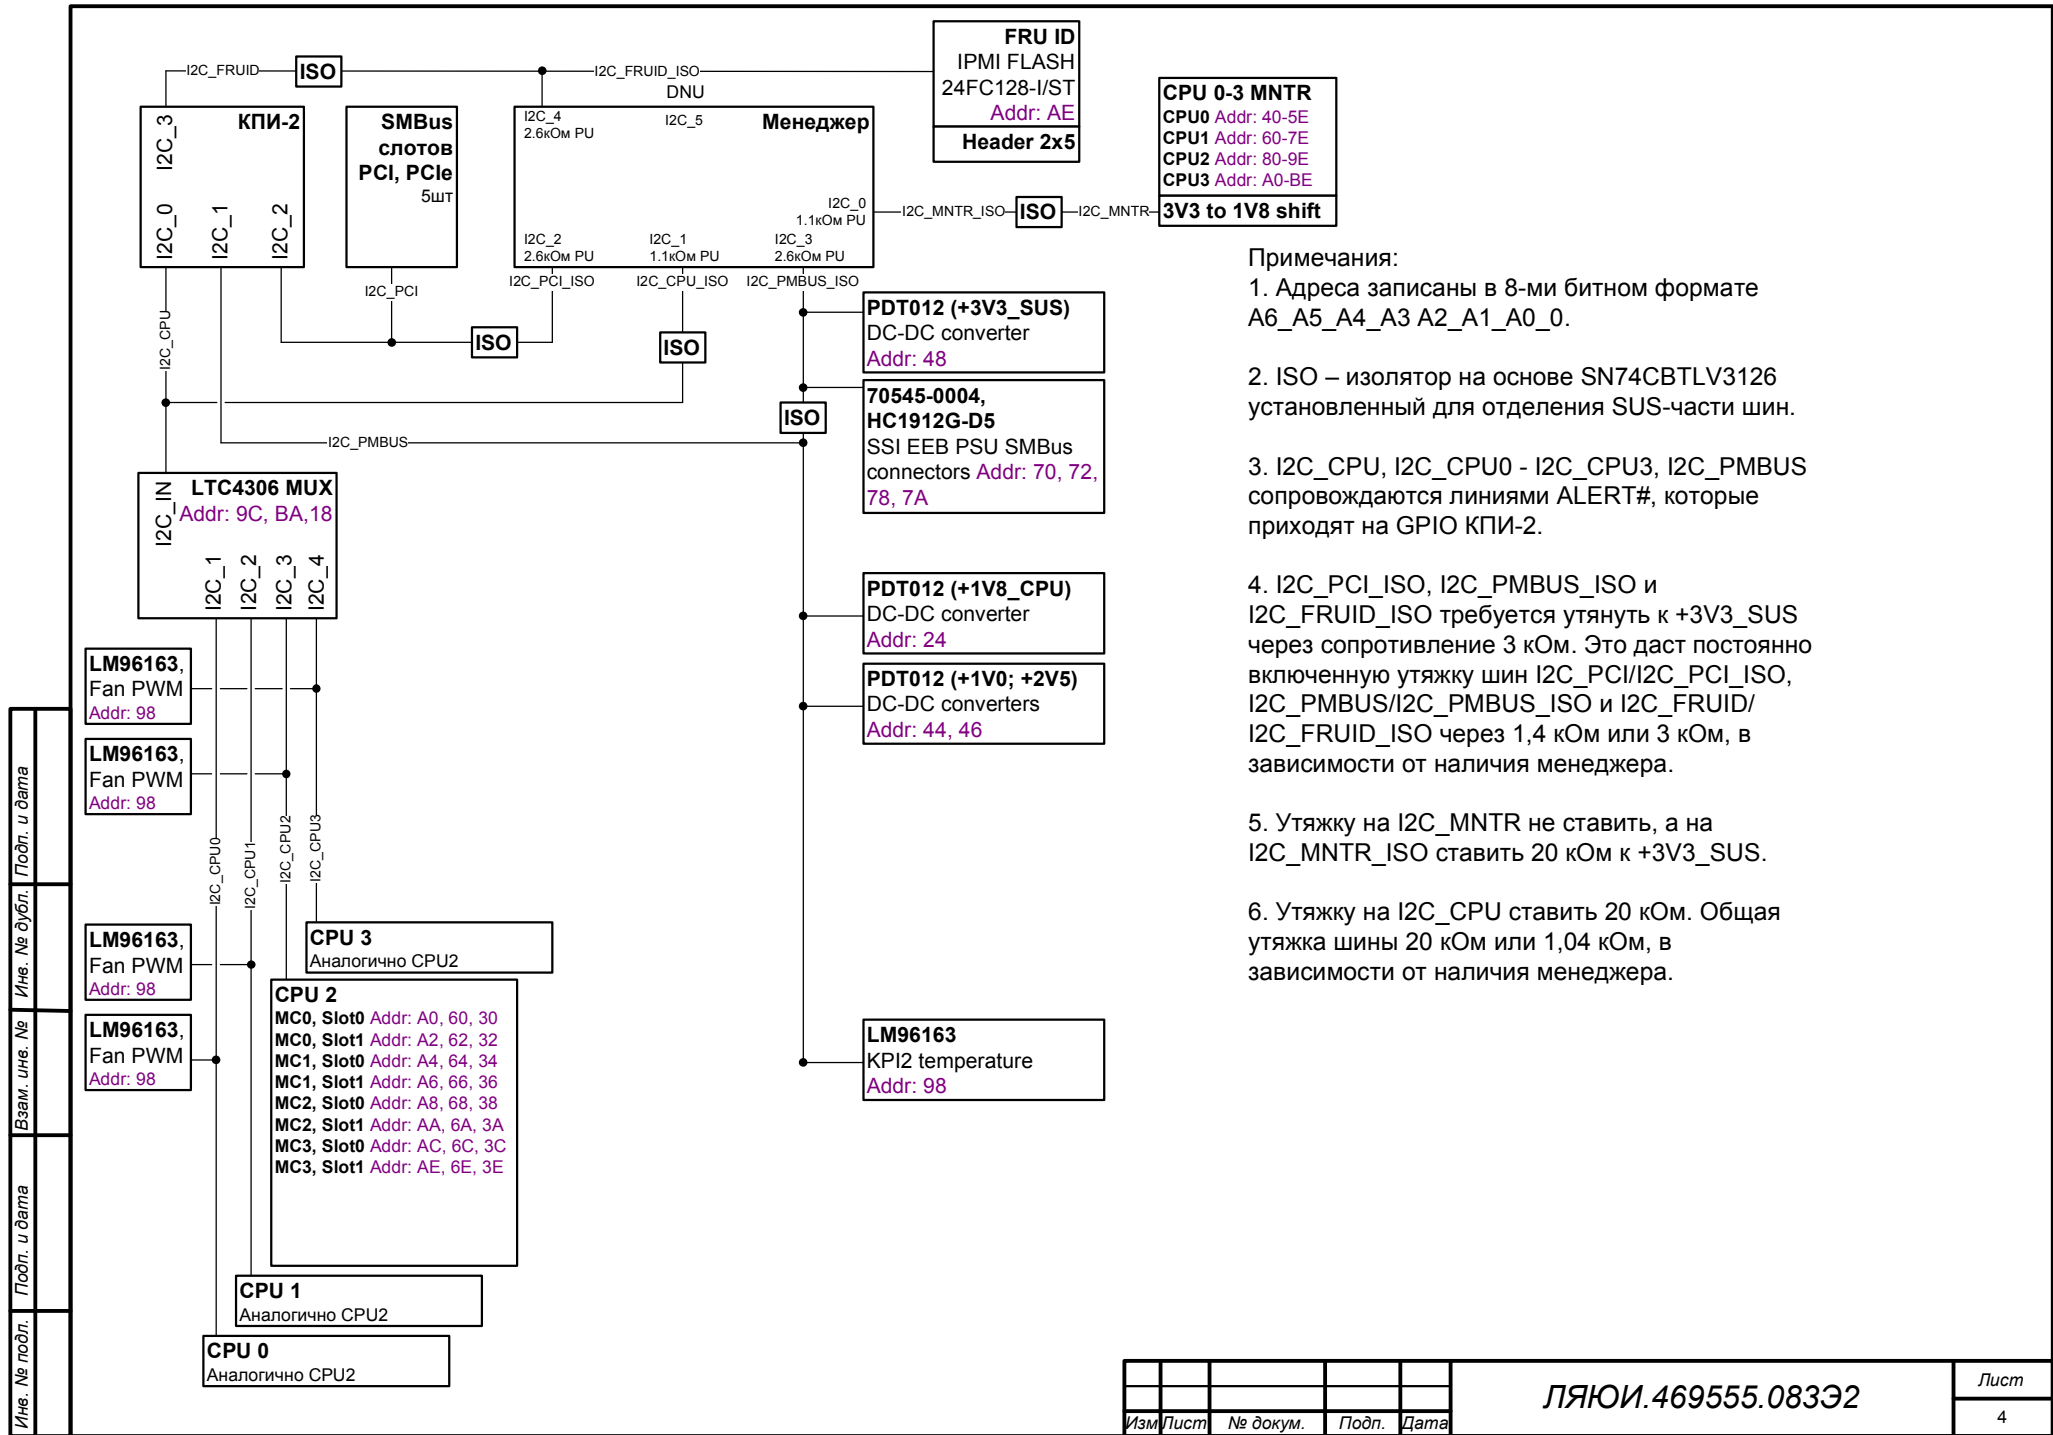 I2C_FRUID
ISO
I2C_FRUID_ISO
DNU
FRU ID
IPMI FLASH
24FC128-I/ST
Addr: AE
Header 2x5
CPU 0-3 MNTR
CPU0 Addr: 40-5E
CPU1 Addr: 60-7E
CPU2 Addr: 80-9E
CPU3 Addr: A0-BE
3V3 to 1V8 shift
I2C_3
КПИ-2
I2C_0
I2C_1
I2C_2
SMBus
слотов
PCI, PCIe
5шт
I2C_4
2.6кОм PU
I2C_5
Менеджер
I2C_0
1.1кОм PU
I2C_2
2.6кОм PU
I2C_1
1.1кОм PU
I2C_3
2.6кОм PU
I2C_MNTR_ISO
ISO
I2C_MNTR
I2C_PCI
I2C_PCI_ISO
I2C_CPU_ISO
I2C_PMBUS_ISO
I2C_CPU
ISO
ISO
ISO
I2C_PMBUS
PDT012 (+3V3_SUS)
DC-DC converter
Addr: 48
70545-0004,
HC1912G-D5
SSI EEB PSU SMBus
connectors Addr: 70, 72,
78, 7A
PDT012 (+1V8_CPU)
DC-DC converter
Addr: 24
PDT012 (+1V0; +2V5)
DC-DC converters
Addr: 44, 46
LM96163
KPI2 temperature
Addr: 98
I2C_IN
LTC4306 MUX
Addr: 9C, BA,18
I2C_1
I2C_2
I2C_3
I2C_4
LM96163,
Fan PWM
Addr: 98
LM96163,
Fan PWM
Addr: 98
I2C_CPU0
I2C_CPU1
I2C_CPU2
I2C_CPU3
LM96163,
Fan PWM
Addr: 98
LM96163,
Fan PWM
Addr: 98
CPU 3
Аналогично CPU2
CPU 2
MC0, Slot0 Addr: A0, 60, 30
MC0, Slot1 Addr: A2, 62, 32
MC1, Slot0 Addr: A4, 64, 34
MC1, Slot1 Addr: A6, 66, 36
MC2, Slot0 Addr: A8, 68, 38
MC2, Slot1 Addr: AA, 6A, 3A
MC3, Slot0 Addr: AC, 6C, 3C
MC3, Slot1 Addr: AE, 6E, 3E
CPU 1
Аналогично CPU2
CPU 0
Аналогично CPU2
Примечания:
1. Адреса записаны в 8-ми битном формате
A6_A5_A4_A3 A2_A1_A0_0.
2. ISO – изолятор на основе SN74CBTLV3126
установленный для отделения SUS-части шин.
3. I2C_CPU, I2C_CPU0 - I2C_CPU3, I2C_PMBUS
сопровождаются линиями ALERT#, которые
приходят на GPIO КПИ-2.
4. I2C_PCI_ISO, I2C_PMBUS_ISO и
I2C_FRUID_ISO требуется утянуть к +3V3_SUS
через сопротивление 3 кОм. Это даст постоянно
включенную утяжку шин I2C_PCI/I2C_PCI_ISO,
I2C_PMBUS/I2C_PMBUS_ISO и I2C_FRUID/
I2C_FRUID_ISO через 1,4 кОм или 3 кОм, в
зависимости от наличия менеджера.
5. Утяжку на I2C_MNTR не ставить, а на
I2C_MNTR_ISO ставить 20 кОм к +3V3_SUS.
6. Утяжку на I2C_CPU ставить 20 кОм. Общая
утяжка шины 20 кОм или 1,04 кОм, в
зависимости от наличия менеджера.
Подп. и дата
Инв. № дубл.
Взам. инв. №
Подп. и дата
Инв. № подл.
Изм
Лист
№ докум.
Подп.
Дата
ЛЯЮИ.469555.083Э2
Лист
4